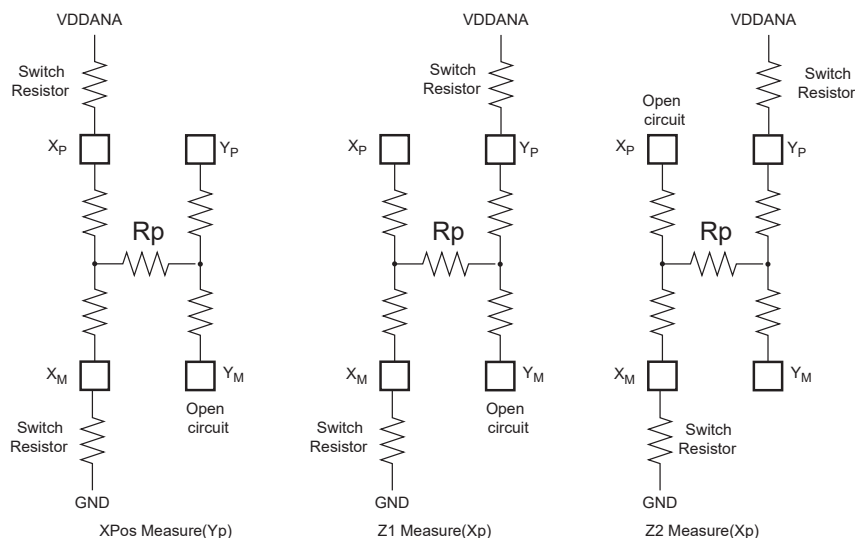 VDDANA
Switch
Resistor
XP
YP
Rp
XM
YM
Open
circuit
Switch
Resistor
GND
XPos Measure(Yp)
VDDANA
Switch
Resistor
XP
YP
Rp
XM
YM
Open
circuit
Switch
Resistor
GND
Z1 Measure(Xp)
VDDANA
Switch
Resistor
Open
circuit
XP
YP
Rp
XM
YM
Switch
Resistor
GND
Z2 Measure(Xp)